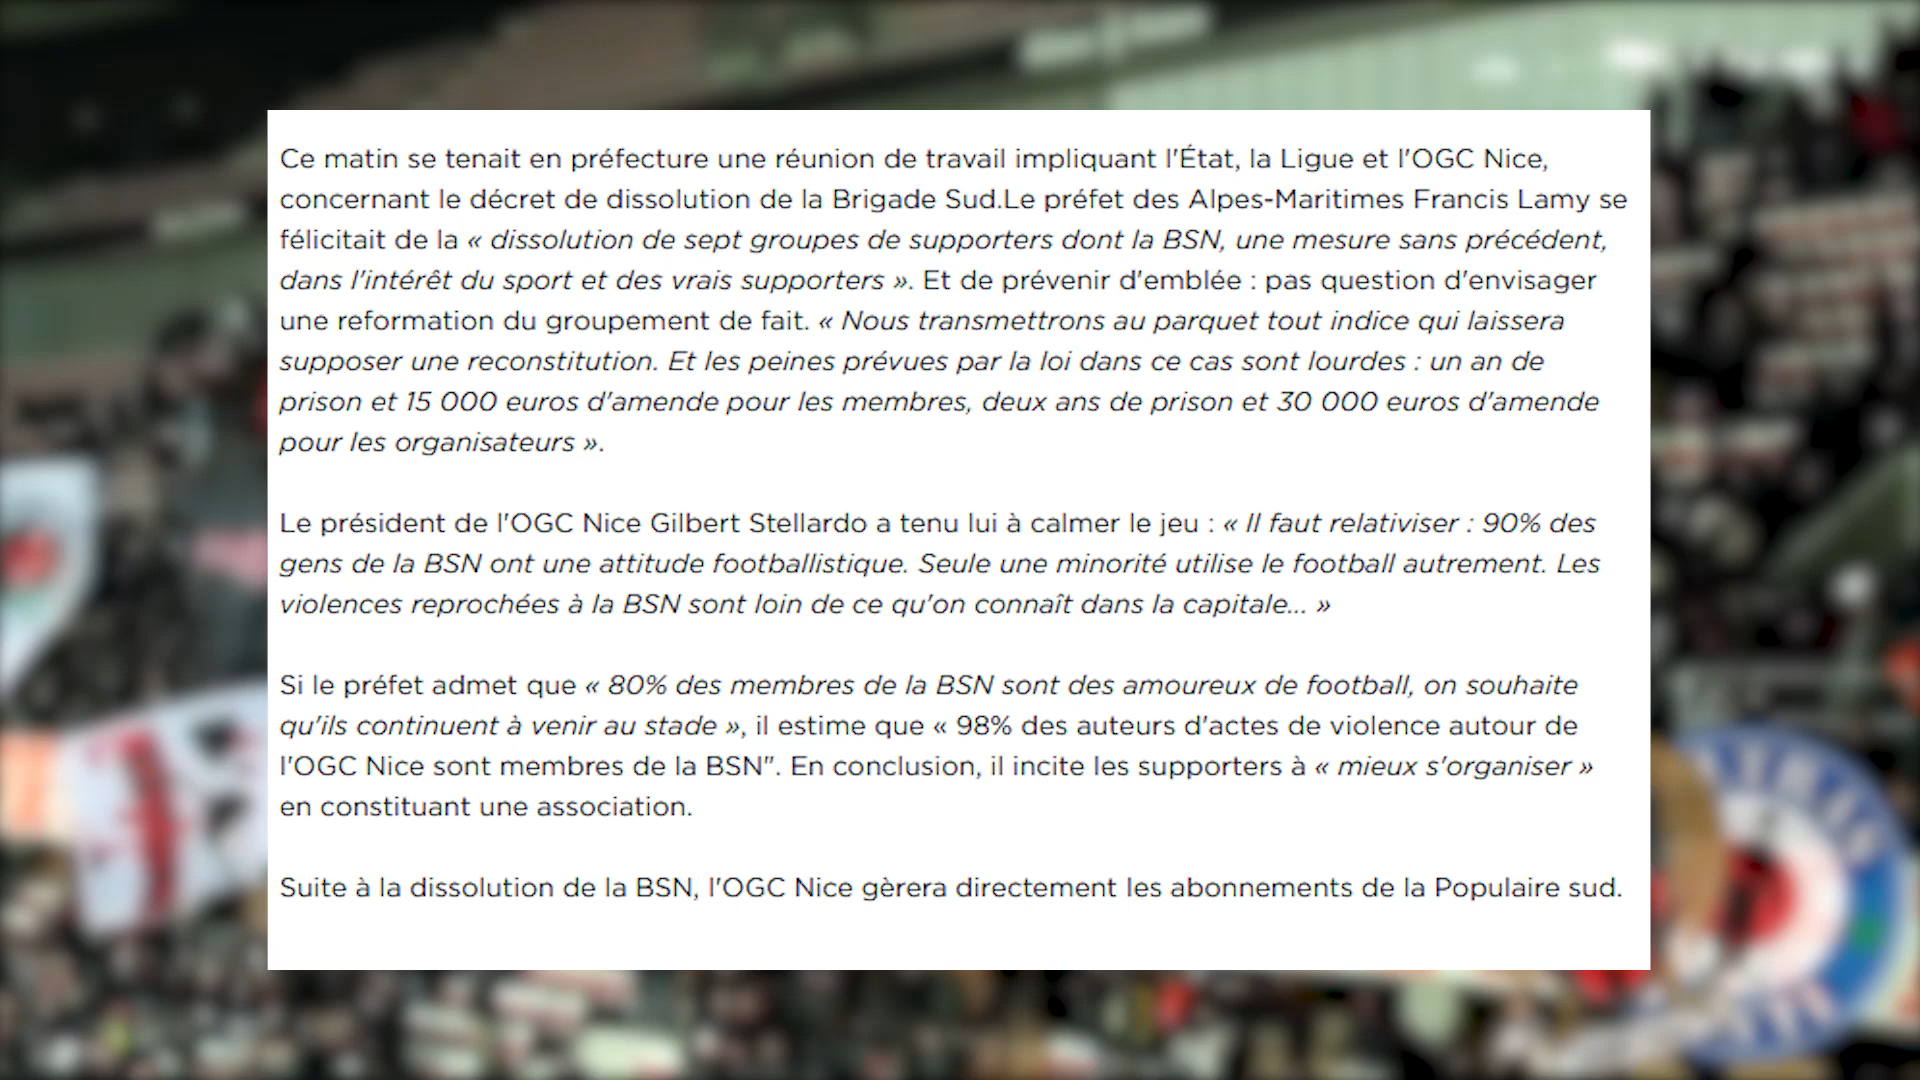 Ce matin se tenait en préfecture une réunion de travail impliquant l'État, la Ligue et l'OGC Nice,
concernant le décret de dissolution de la Brigade Sud.Le préfet des Alpes-Maritimes Francis Lamy se
félicitait de la « dissolution de sept groupes de supporters dont la BSN, une mesure sans précédent,
dans l'intérêt du sport et des vrais supporters ». Et de prévenir d'emblée : pas question d'envisager
une reformation du groupement de fait. « Nous transmettrons au parquet tout indice qui laissera
supposer une reconstitution. Et les peines prévues par la loi dans ce cas sont lourdes : un an de
prison et 15 000 euros d'amende pour les membres, deux ans de prison et 30 000 euros d'amende
pour les organisateurs ».
Le président de l'OGC Nice Gilbert Stellardo a tenu lui à calmer le jeu : « Il faut relativiser : 90% des
gens de la BSN ont une attitude footballistique. Seule une minorité utilise le football autrement. Les
violences reprochées à la BSN sont loin de ce qu'on connaît dans la capitale... »
Si le préfet admet que « 80% des membres de la BSN sont des amoureux de football, on souhaite
qu'ils continuent à venir au stade », il estime que « 98% des auteurs d'actes de violence autour de
l'OGC Nice sont membres de la BSN". En conclusion, il incite les supporters à « mieux s'organiser »
en constituant une association.
Suite à la dissolution de la BSN, l'OGC Nice gèrera directement les abonnements de la Populaire sud.